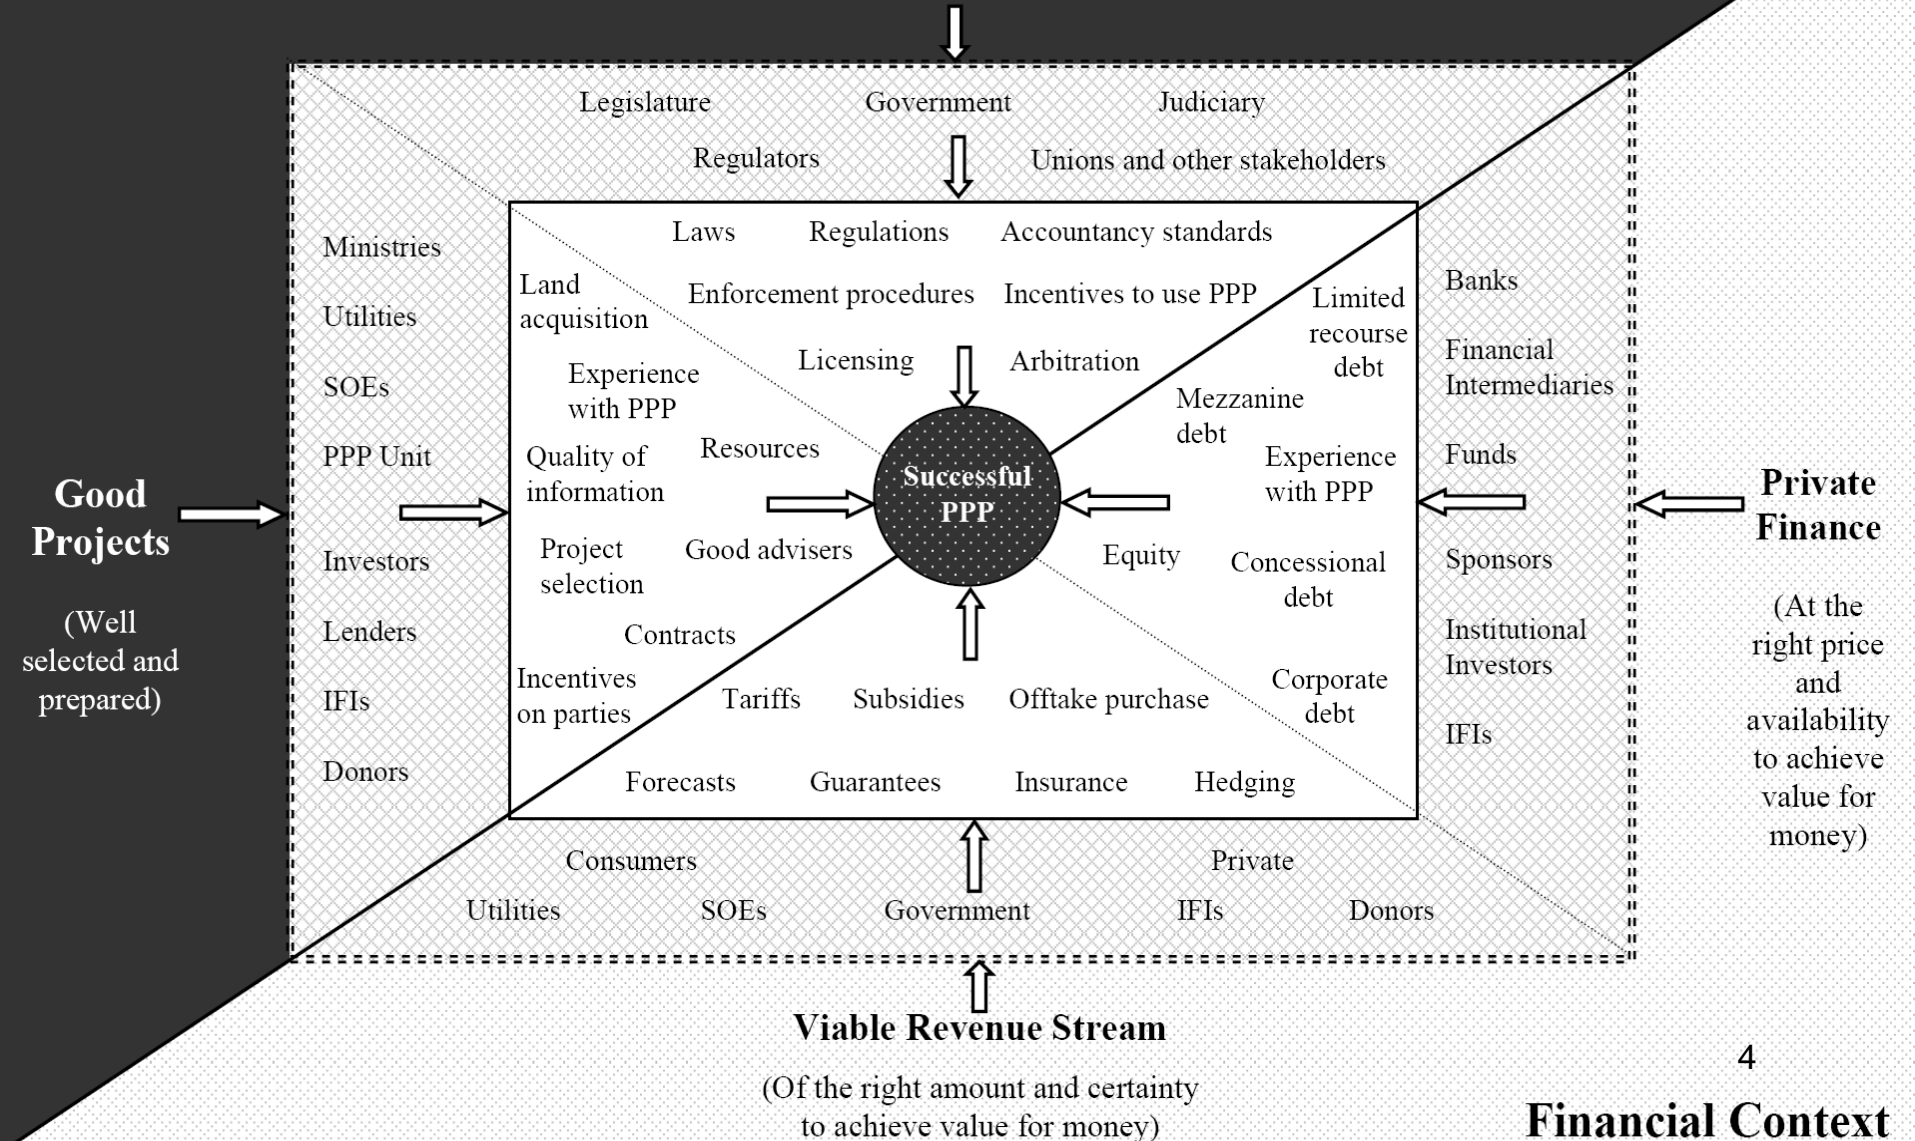 Legislature
Government
Judiciary
Regulators
Unions and other stakeholders
Ministries
Utilities
SOEs
PPP Unit
Investors
Lenders
IFIs
Donors
Good
Projects
(Well
selected and
prepared)
Laws
Regulations
Accountancy standards
Enforcement procedures
Incentives to use PPP
Licensing
Arbitration
Land
acquisition
Experience
with PPP
Quality of
information
Resources
Project
selection
Good advisers
Contracts
Incentives
on parties
Successful
PPP
Limited
recourse
debt
Mezzanine
debt
Experience
with PPP
Equity
Concessional
debt
Corporate
debt
Tariffs
Subsidies
Offtake purchase
Forecasts
Guarantees
Insurance
Hedging
Banks
Financial
Intermediaries
Funds
Sponsors
Institutional
Investors
IFIs
Private
Finance
(At the
right price
and
availability
to achieve
value for
money)
Consumers
Private
Utilities
SOEs
Government
IFIs
Donors
Viable Revenue Stream
(Of the right amount and certainty
to achieve value for money)
4
Financial Context